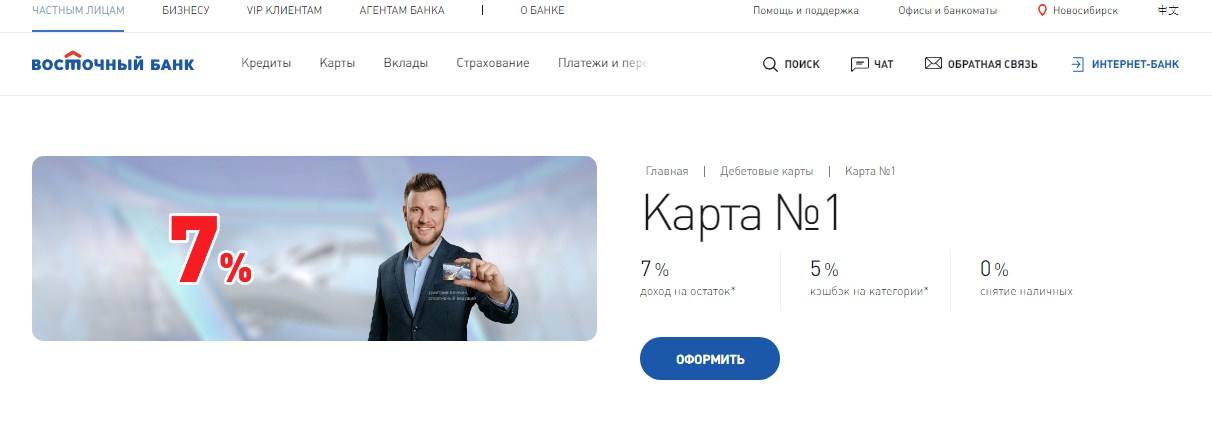 ЧАСТНЫМ ЛИЦАМ БИЗНЕСУ VIP КЛИЕНТАМ АГЕНТАМ БАНКА | О БАНКЕ Помощь и поддержка Офисы и банкоматы Новосибирск 中文
ВОСТОЧНЫЙ БАНК Кредиты Карты Вклады Страхование Платежи и пере ПОИСК ЧАТ ОБРАТНАЯ СВЯЗЬ ИНТЕРНЕТ-БАНК
7%
Главная | Дебетовые карты | Карта №1
Карта №1
7 % 5 % 0 %
доход на остаток* кэшбэк на категории* снятие наличных
ОФОРМИТЬ